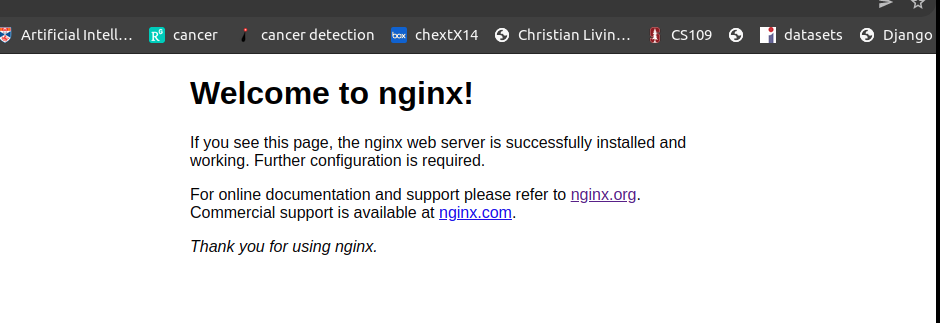 Artificial Intell... cancer cancer detection box chextX14 Christian Livin... CS109 datasets Django
Welcome to nginx!
If you see this page, the nginx web server is successfully installed and
working. Further configuration is required.
For online documentation and support please refer to nginx.org.
Commercial support is available at nginx.com.
Thank you for using nginx.